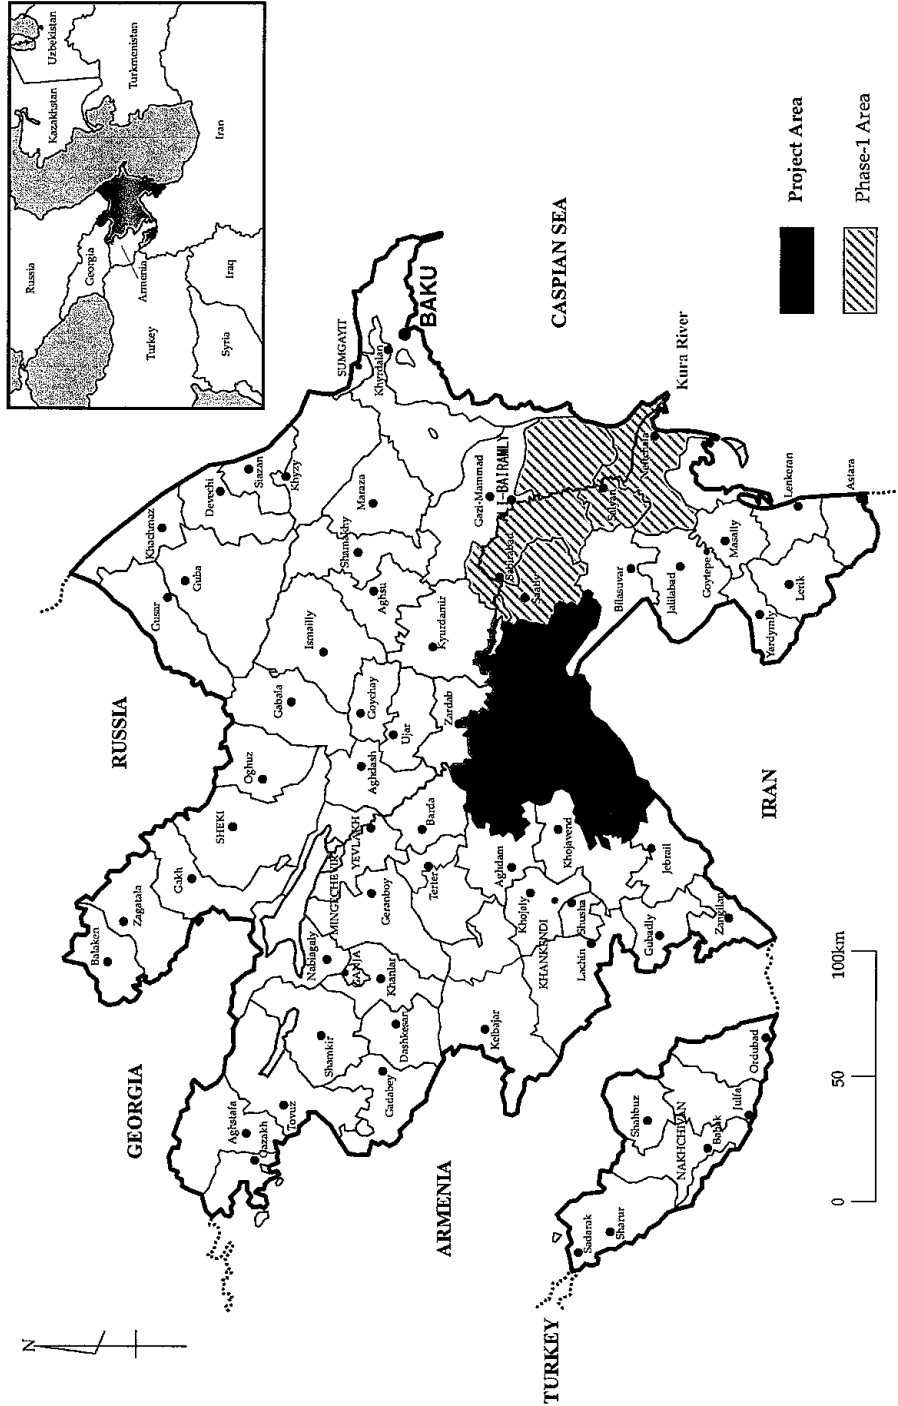 Russia
Kazakhstan
Uzbekistan
Georgia
Turkmenistan
Armenia
Turkey
Iran
Syria
Iraq
N
RUSSIA
GEORGIA
ARMENIA
TURKEY
IRAN
CASPIAN SEA
Kura River
BAKU
SUMGAYIT
Khyrdalan
Balaken
Zagatala
Gakh
SHEKI
Oghuz
Gabala
Ismailly
Gusar
Khachmaz
Guba
Devechi
Siazan
Khyzy
Maraza
Shamakhy
Aghsu
Kyurdamir
Goychay
Ujar
Zardab
Aghdash
MINGECHEVIR
YEVLAKH
Barda
Terter
Geranboy
Nabiagaly
Khanlar
Dashkesan
Shamkir
Gadabey
Tovuz
Aghstafa
Qazakh
Kelbajar
Aghdam
Khojaly
KHANKENDI
Shusha
Lachin
Khojavend
Jebrail
Gubadly
Zangilan
Gazi-Mammad
ALI-BAIRAMLI
Sabirabad
Saatly
Salyan
Neftchala
Bilasuvar
Jalilabad
Goytepe
Masally
Yardymly
Lerik
Lenkeran
Astara
Sadarak
Sharur
Shahbuz
NAKHCHIVAN
Babak
Julfa
Ordubad
0
50
100km
Project Area
Phase-1 Area